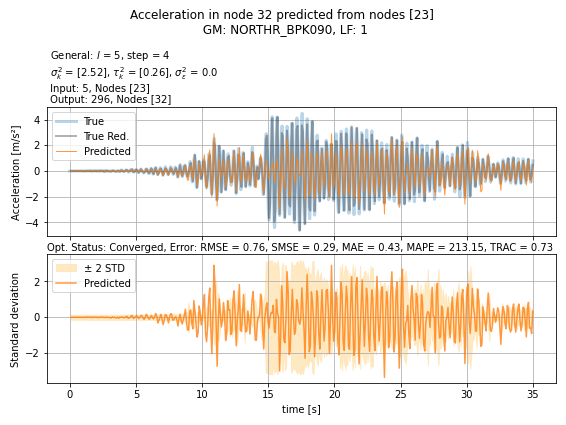 Acceleration in node 32 predicted from nodes [23]
GM: NORTHR_BPK090, LF: 1
General: l = 5, step = 4
σ²ₖ = [2.52], τ²ₖ = [0.26], σ²ε = 0.0
Input: 5, Nodes [23]
Output: 296, Nodes [32]
True
True Red.
Predicted
Acceleration [m/s²]
4
2
0
−2
−4
Opt. Status: Converged, Error: RMSE = 0.76, SMSE = 0.29, MAE = 0.43, MAPE = 213.15, TRAC = 0.73
± 2 STD
Predicted
Standard deviation
2
0
−2
0 5 10 15 20 25 30 35
time [s]